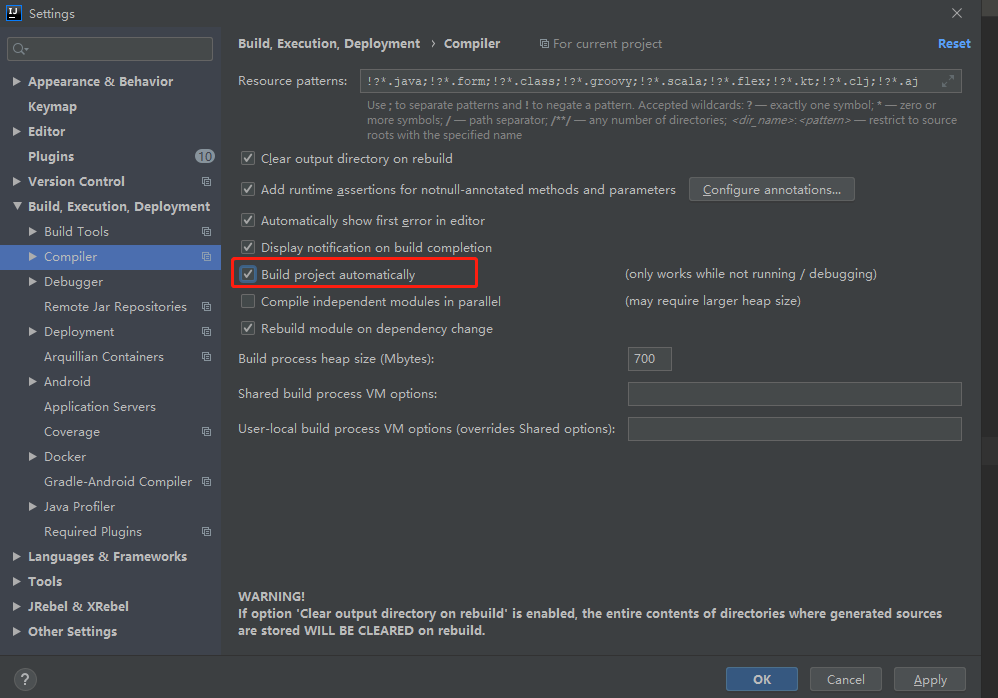 IJ
Settings
Appearance & Behavior
Keymap
Editor
Plugins 10
Version Control
Build, Execution, Deployment
Build Tools
Compiler
Debugger
Remote Jar Repositories
Deployment
Arquillian Containers
Android
Application Servers
Coverage
Docker
Gradle-Android Compiler
Java Profiler
Required Plugins
Languages & Frameworks
Tools
JRebel & XRebel
Other Settings
Build, Execution, Deployment › Compiler For current project Reset
Resource patterns: !?*.java;!?*.form;!?*.class;!?*.groovy;!?*.scala;!?*.flex;!?*.kt;!?*.clj;!?*.aj
Use ; to separate patterns and ! to negate a pattern. Accepted wildcards: ? — exactly one symbol; * — zero or
more symbols; / — path separator; /**/ — any number of directories; <dir_name>:<pattern> — restrict to source
roots with the specified name
Clear output directory on rebuild
Add runtime assertions for notnull-annotated methods and parameters Configure annotations...
Automatically show first error in editor
Display notification on build completion
Build project automatically (only works while not running / debugging)
Compile independent modules in parallel (may require larger heap size)
Rebuild module on dependency change
Build process heap size (Mbytes): 700
Shared build process VM options:
User-local build process VM options (overrides Shared options):
WARNING!
If option 'Clear output directory on rebuild' is enabled, the entire contents of directories where generated sources
are stored WILL BE CLEARED on rebuild.
? OK Cancel Apply